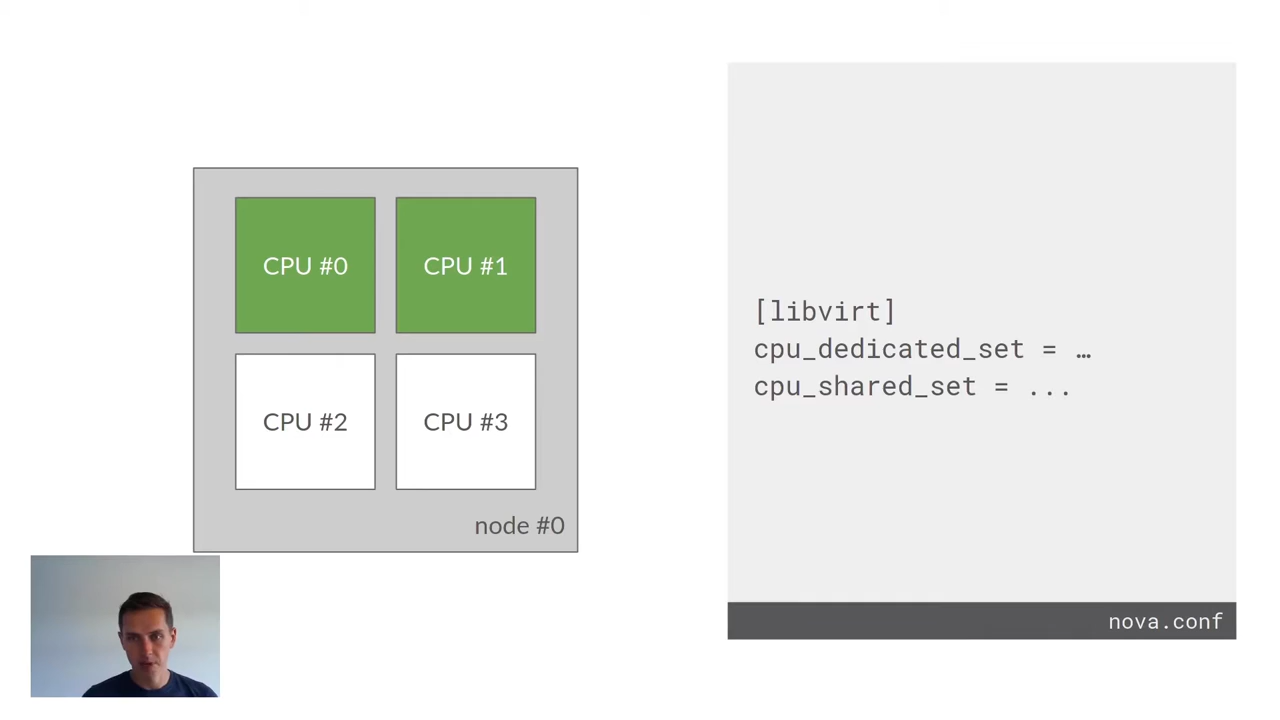 CPU #0
CPU #1
CPU #2
CPU #3
node #0
[libvirt]
cpu_dedicated_set = …
cpu_shared_set = ...
nova.conf